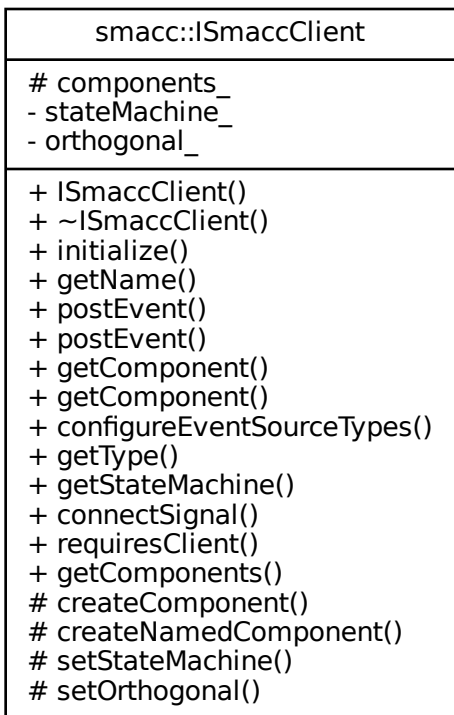 smacc::ISmaccClient
# components_
- stateMachine_
- orthogonal_
+ ISmaccClient()
+ ~ISmaccClient()
+ initialize()
+ getName()
+ postEvent()
+ postEvent()
+ getComponent()
+ getComponent()
+ configureEventSourceTypes()
+ getType()
+ getStateMachine()
+ connectSignal()
+ requiresClient()
+ getComponents()
# createComponent()
# createNamedComponent()
# setStateMachine()
# setOrthogonal()